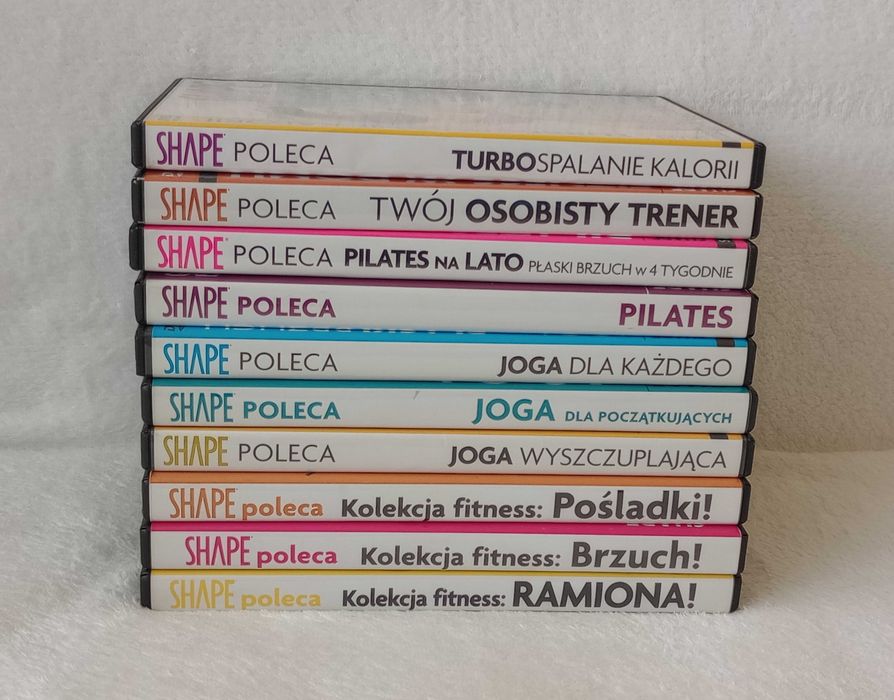 SHAPE POLECA TURBOSPALANIE KALORII
SHAPE POLECA TWÓJ OSOBISTY TRENER
SHAPE POLECA PILATES NA LATO PŁASKI BRZUCH W 4 TYGODNIE
SHAPE POLECA PILATES
SHAPE POLECA JOGA DLA KAŻDEGO
SHAPE POLECA JOGA DLA POCZĄTKUJĄCYCH
SHAPE POLECA JOGA WYSZCZUPLAJĄCA
SHAPE poleca Kolekcja fitness: Pośladki!
SHAPE poleca Kolekcja fitness: Brzuch!
SHAPE poleca Kolekcja fitness: RAMIONA!